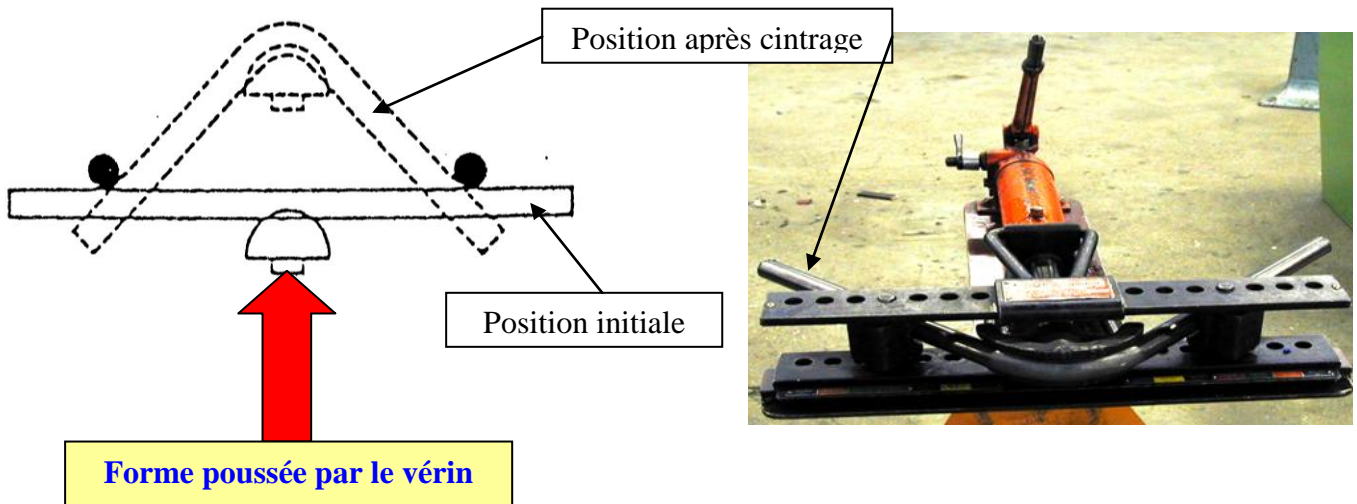 Position après cintrage
Position initiale
Forme poussée par le vérin